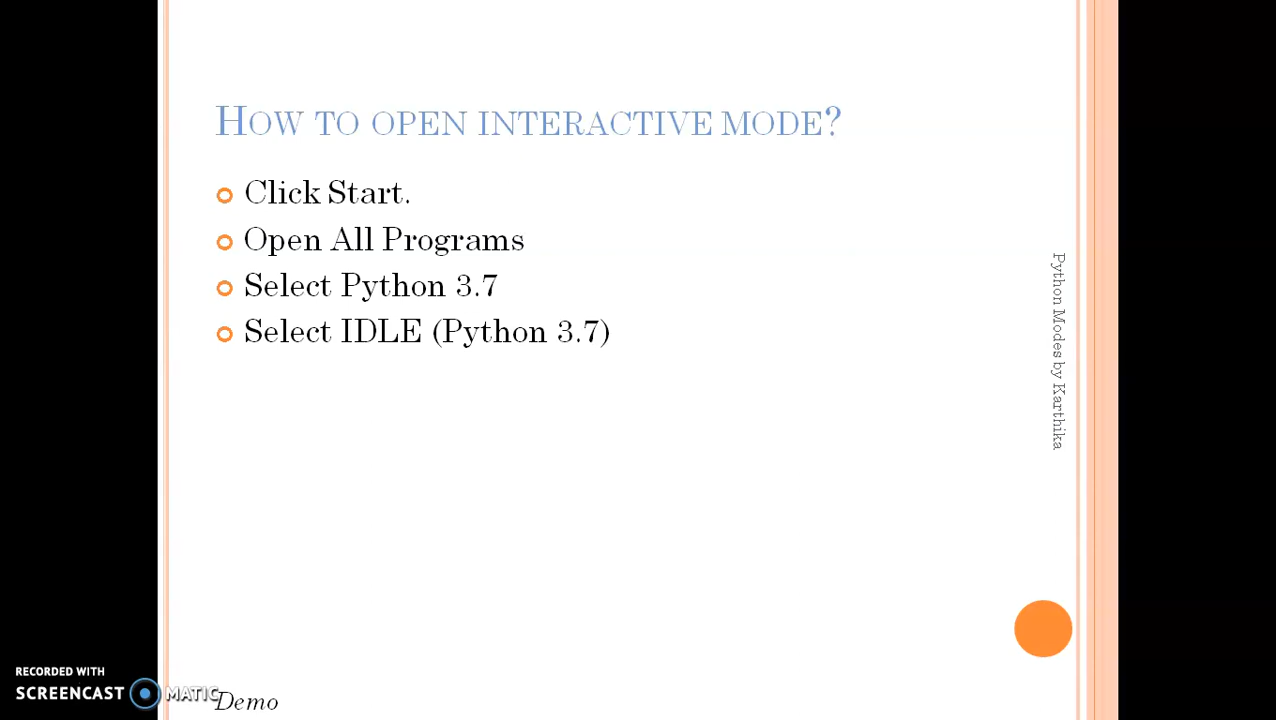 HOW TO OPEN INTERACTIVE MODE?
Click Start.
Open All Programs
Select Python 3.7
Select IDLE (Python 3.7)
Python Modes by Karthika
RECORDED WITH
SCREENCAST MATIC
Demo